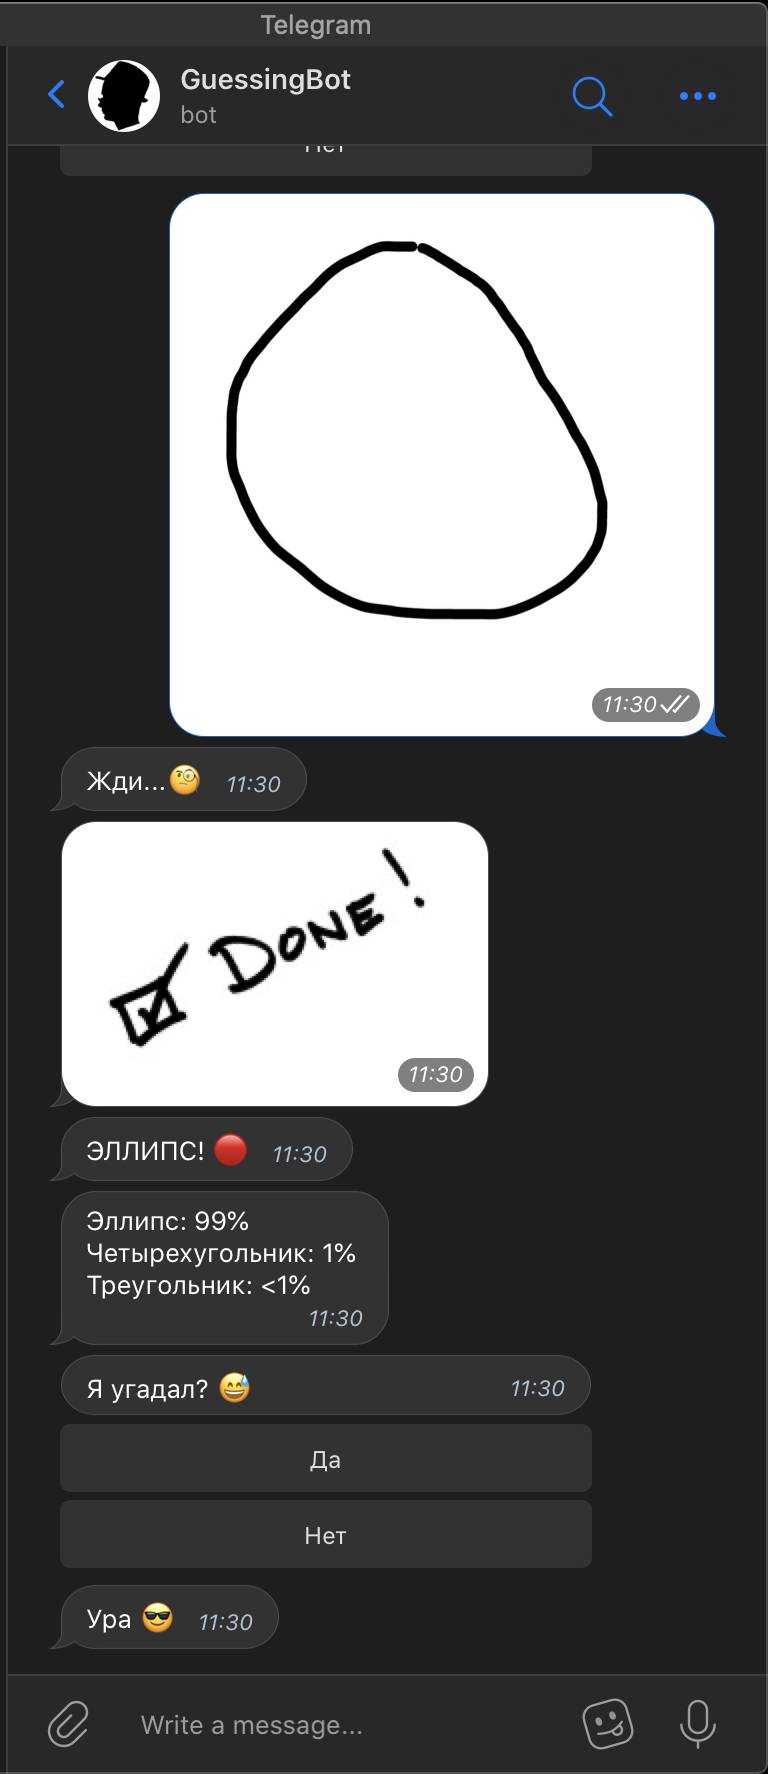 Telegram
GuessingBot
bot
Нет
11:30
Жди...🧐 11:30
DONE!
11:30
ЭЛЛИПС! 🔴 11:30
Эллипс: 99%
Четырехугольник: 1%
Треугольник: <1%
11:30
Я угадал? 😅 11:30
Да
Нет
Ура 😎 11:30
Write a message...